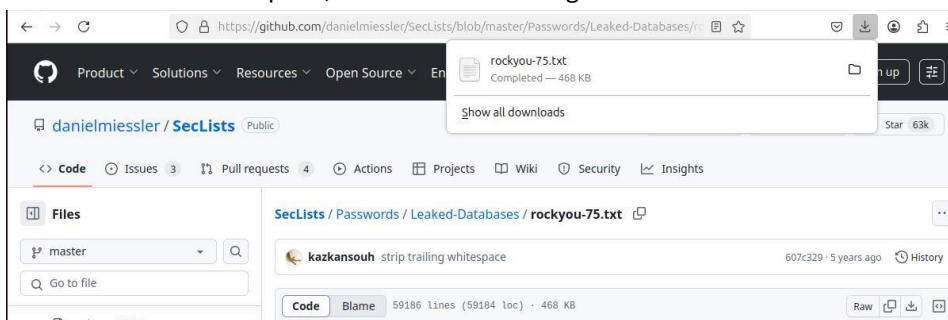 https://github.com/danielmiessler/SecLists/blob/master/Passwords/Leaked-Databases/
rockyou-75.txt
Completed — 468 KB
Show all downloads
Product Solutions Resources Open Source
danielmiessler / SecLists Public
Star 63k
Code Issues 3 Pull requests 4 Actions Projects Wiki Security Insights
Files
SecLists / Passwords / Leaked-Databases / rockyou-75.txt
master
kazkansouh strip trailing whitespace 607c329 · 5 years ago History
Go to file
Code Blame 59186 lines (59184 loc) · 468 KB Raw